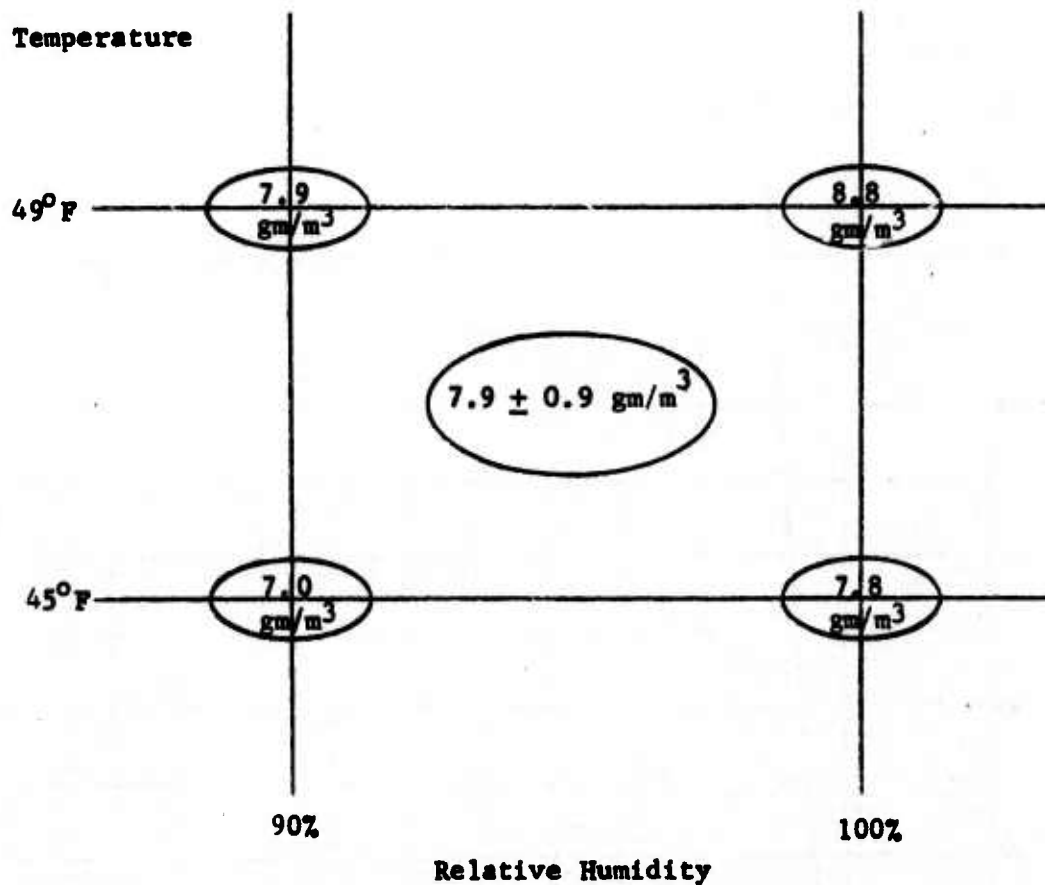 Temperature
49°F
7.9
gm/m³
8.8
gm/m³
7.9 ± 0.9 gm/m³
45°F
7.0
gm/m³
7.8
gm/m³
90%
100%
Relative Humidity